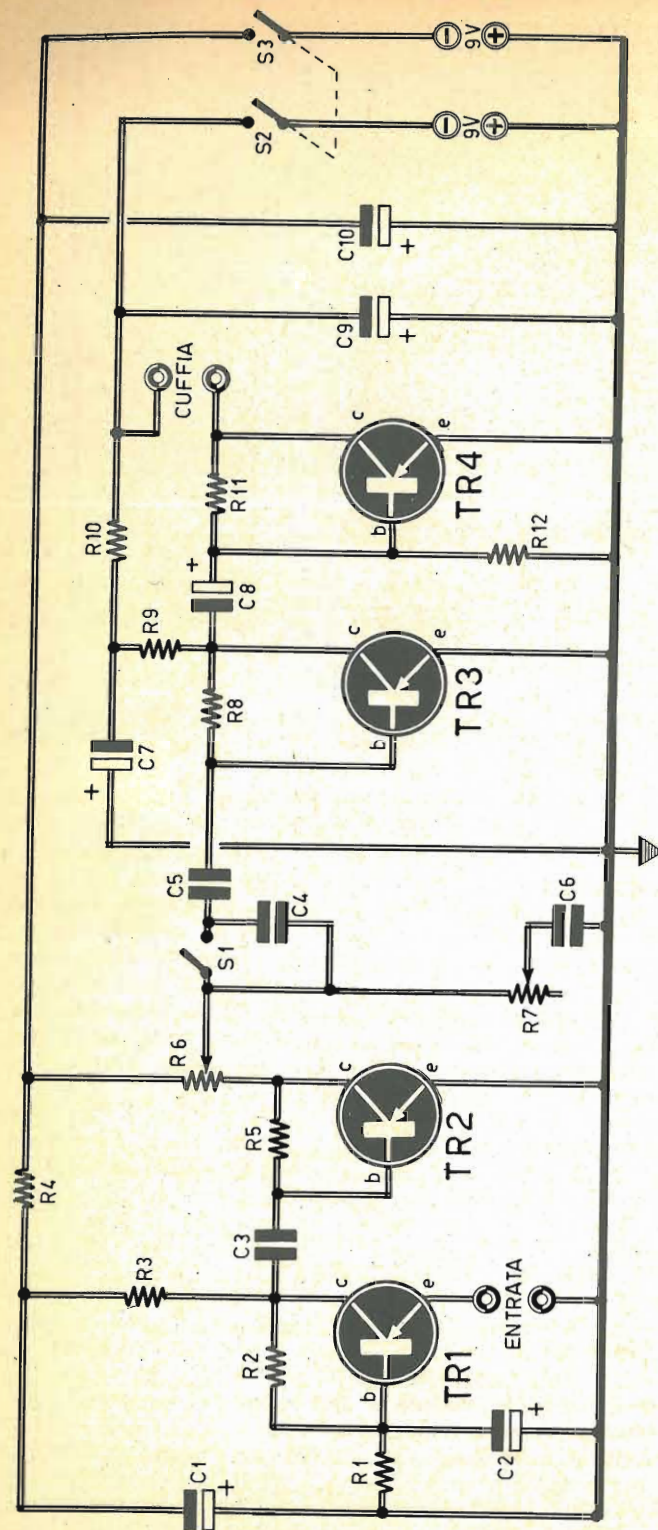 R4
C1
+
R3
R2
R1
b
c
e
TR1
C2
+
ENTRATA
C3
R5
R6
b
c
e
TR2
S1
C4
C5
R7
C6
+
C7
R8
R9
R10
b
c
e
TR3
C8
+
R11
CUFFIA
b
c
e
TR4
R12
C9
+
C10
+
S2
S3
− 9V +
− 9V +